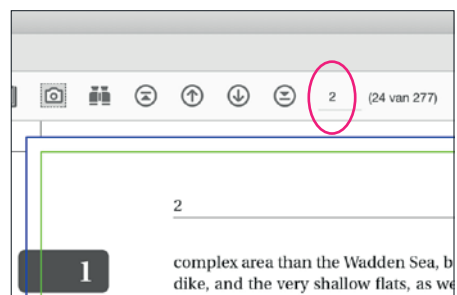 2 (24 van 277)
2
1
complex area than the Wadden Sea, b
dike, and the very shallow flats, as we